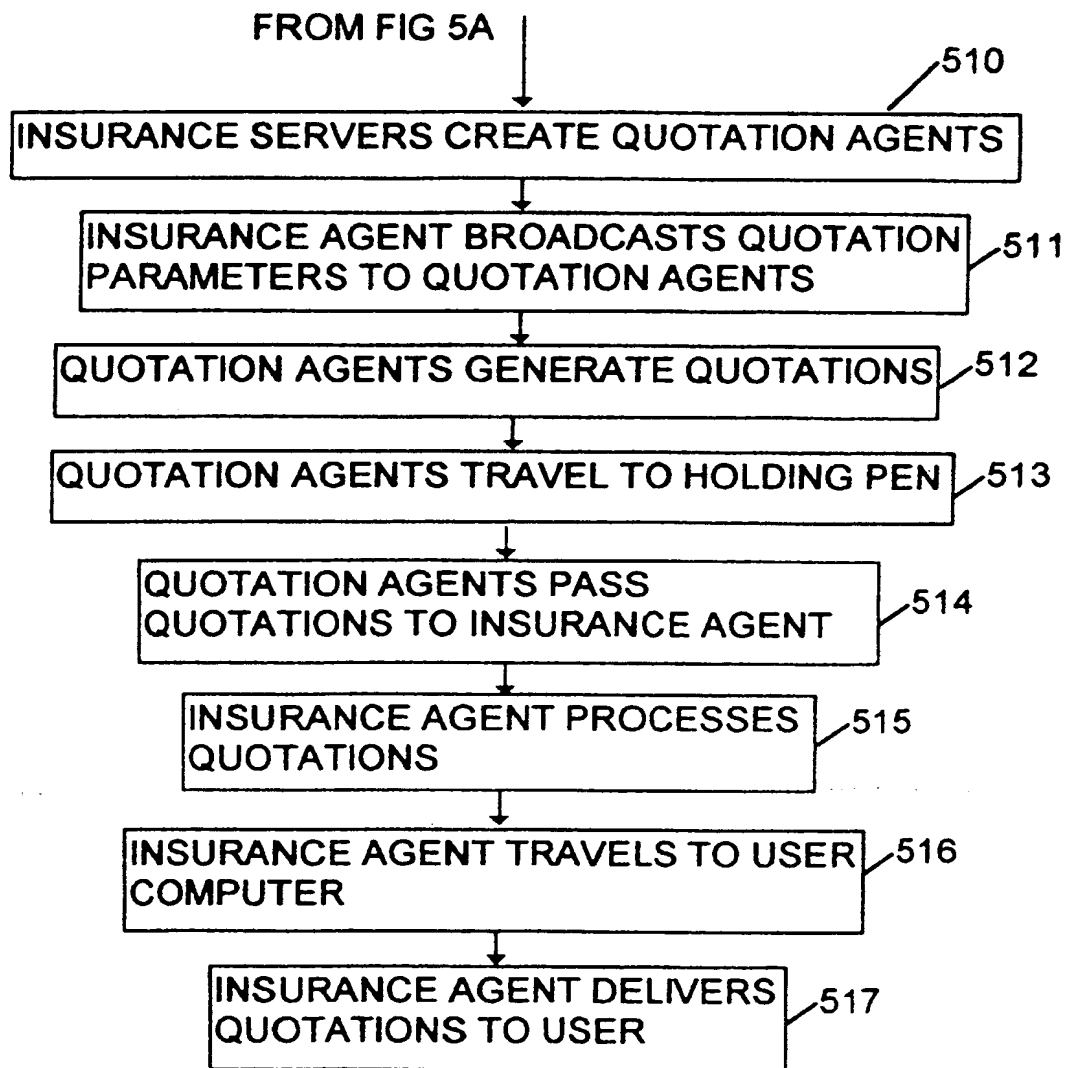 FROM FIG 5A
510
INSURANCE SERVERS CREATE QUOTATION AGENTS
INSURANCE AGENT BROADCASTS QUOTATION
PARAMETERS TO QUOTATION AGENTS
511
QUOTATION AGENTS GENERATE QUOTATIONS
512
QUOTATION AGENTS TRAVEL TO HOLDING PEN
513
QUOTATION AGENTS PASS
QUOTATIONS TO INSURANCE AGENT
514
INSURANCE AGENT PROCESSES
QUOTATIONS
515
INSURANCE AGENT TRAVELS TO USER
COMPUTER
516
INSURANCE AGENT DELIVERS
QUOTATIONS TO USER
517